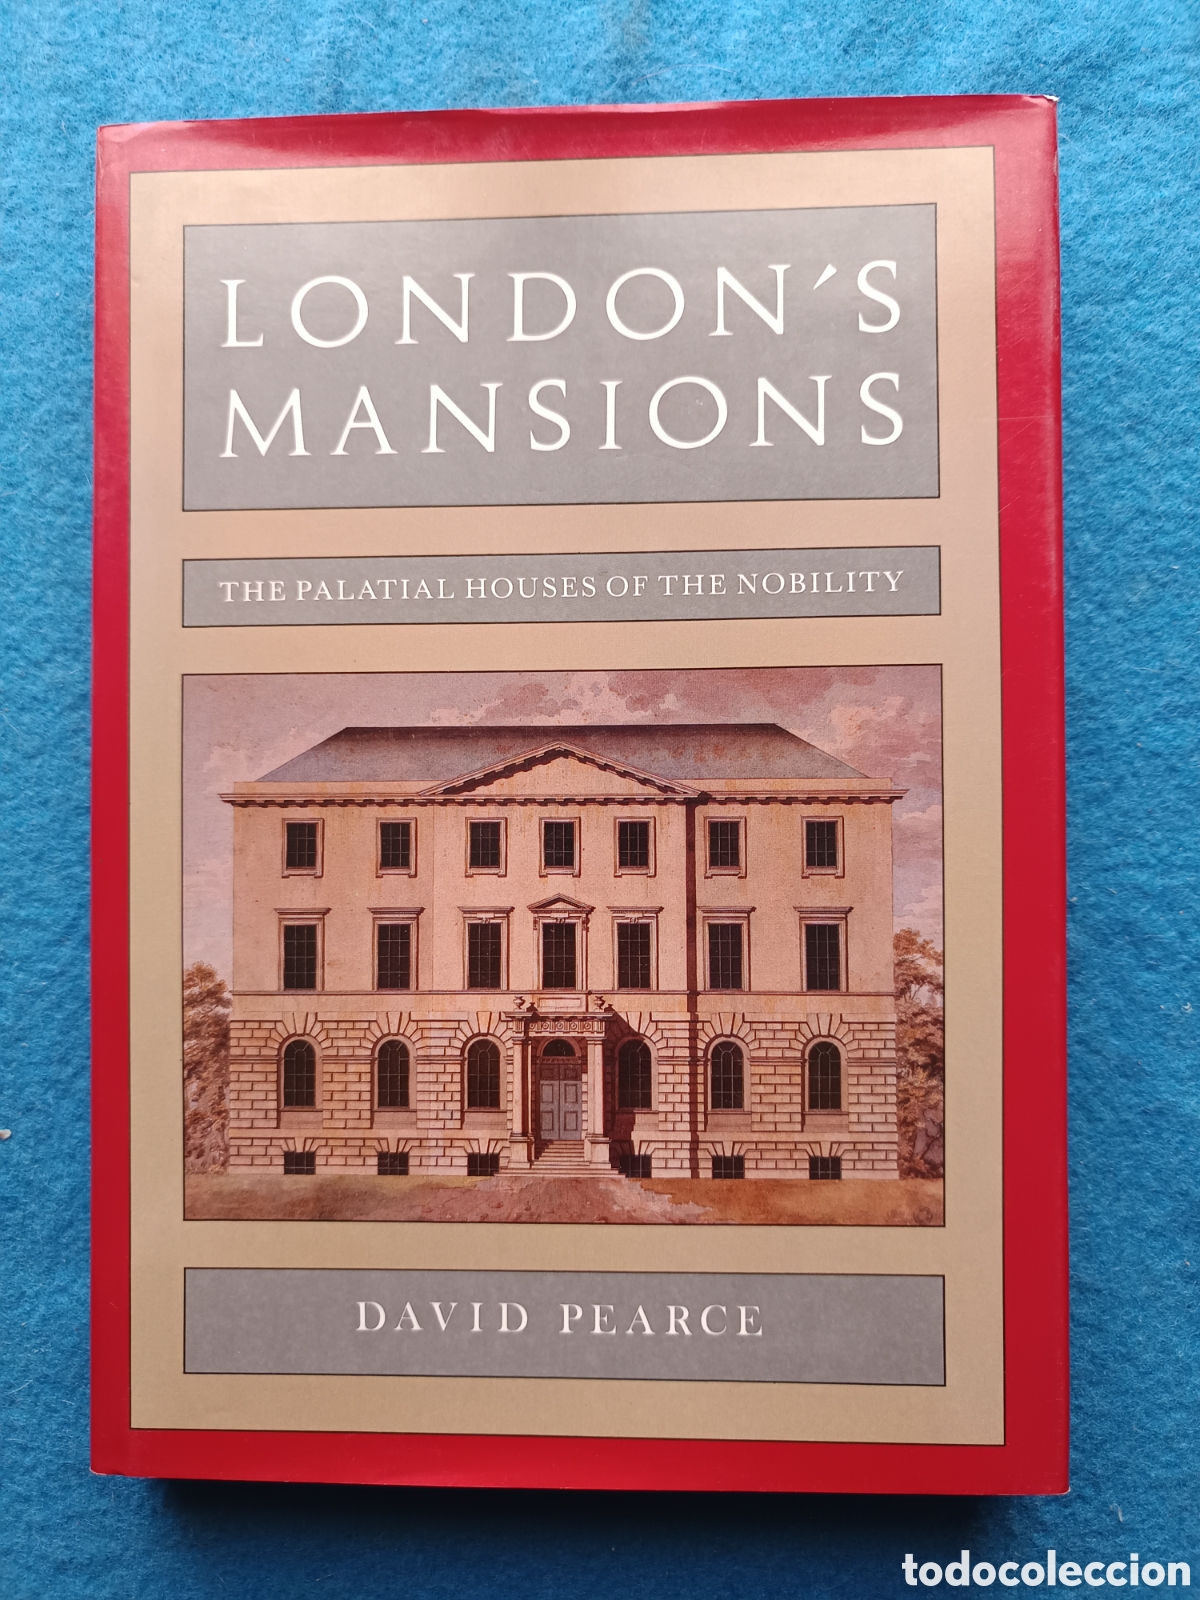 LONDON'S
MANSIONS
THE PALATIAL HOUSES OF THE NOBILITY
DAVID PEARCE
todocoleccion